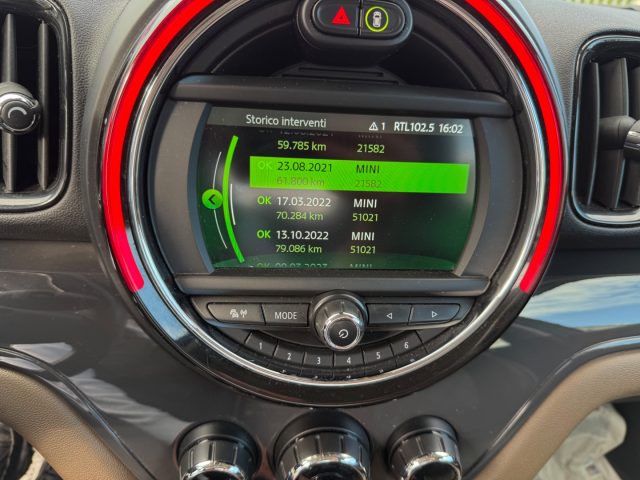 Storico interventi 1 RTL102.5 16:02
59.785 km 21582
OK 23.08.2021 MINI
61.800 km 21582
OK 17.03.2022 MINI
70.284 km 51021
OK 13.10.2022 MINI
79.086 km 51021
MODE
1 2 3 4 5 6